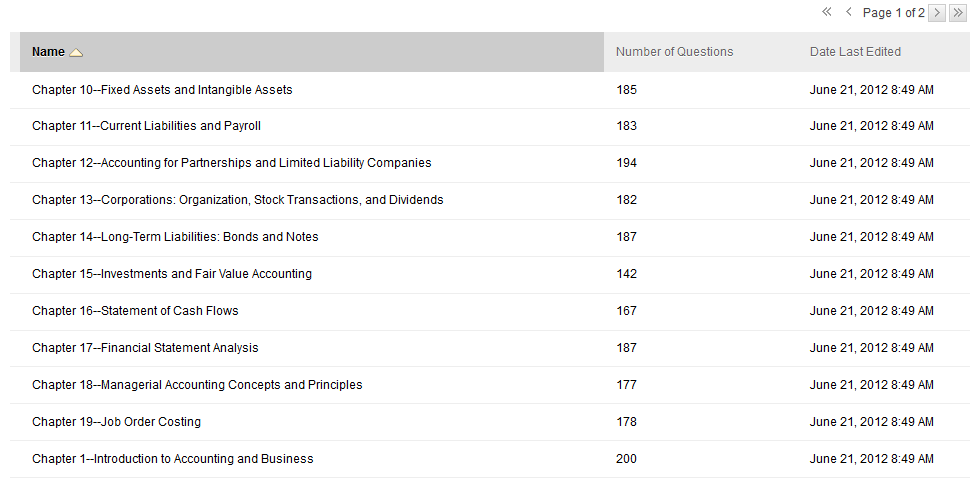 « ‹ Page 1 of 2 › »
Name Number of Questions Date Last Edited
Chapter 10--Fixed Assets and Intangible Assets 185 June 21, 2012 8:49 AM
Chapter 11--Current Liabilities and Payroll 183 June 21, 2012 8:49 AM
Chapter 12--Accounting for Partnerships and Limited Liability Companies 194 June 21, 2012 8:49 AM
Chapter 13--Corporations: Organization, Stock Transactions, and Dividends 182 June 21, 2012 8:49 AM
Chapter 14--Long-Term Liabilities: Bonds and Notes 187 June 21, 2012 8:49 AM
Chapter 15--Investments and Fair Value Accounting 142 June 21, 2012 8:49 AM
Chapter 16--Statement of Cash Flows 167 June 21, 2012 8:49 AM
Chapter 17--Financial Statement Analysis 187 June 21, 2012 8:49 AM
Chapter 18--Managerial Accounting Concepts and Principles 177 June 21, 2012 8:49 AM
Chapter 19--Job Order Costing 178 June 21, 2012 8:49 AM
Chapter 1--Introduction to Accounting and Business 200 June 21, 2012 8:49 AM